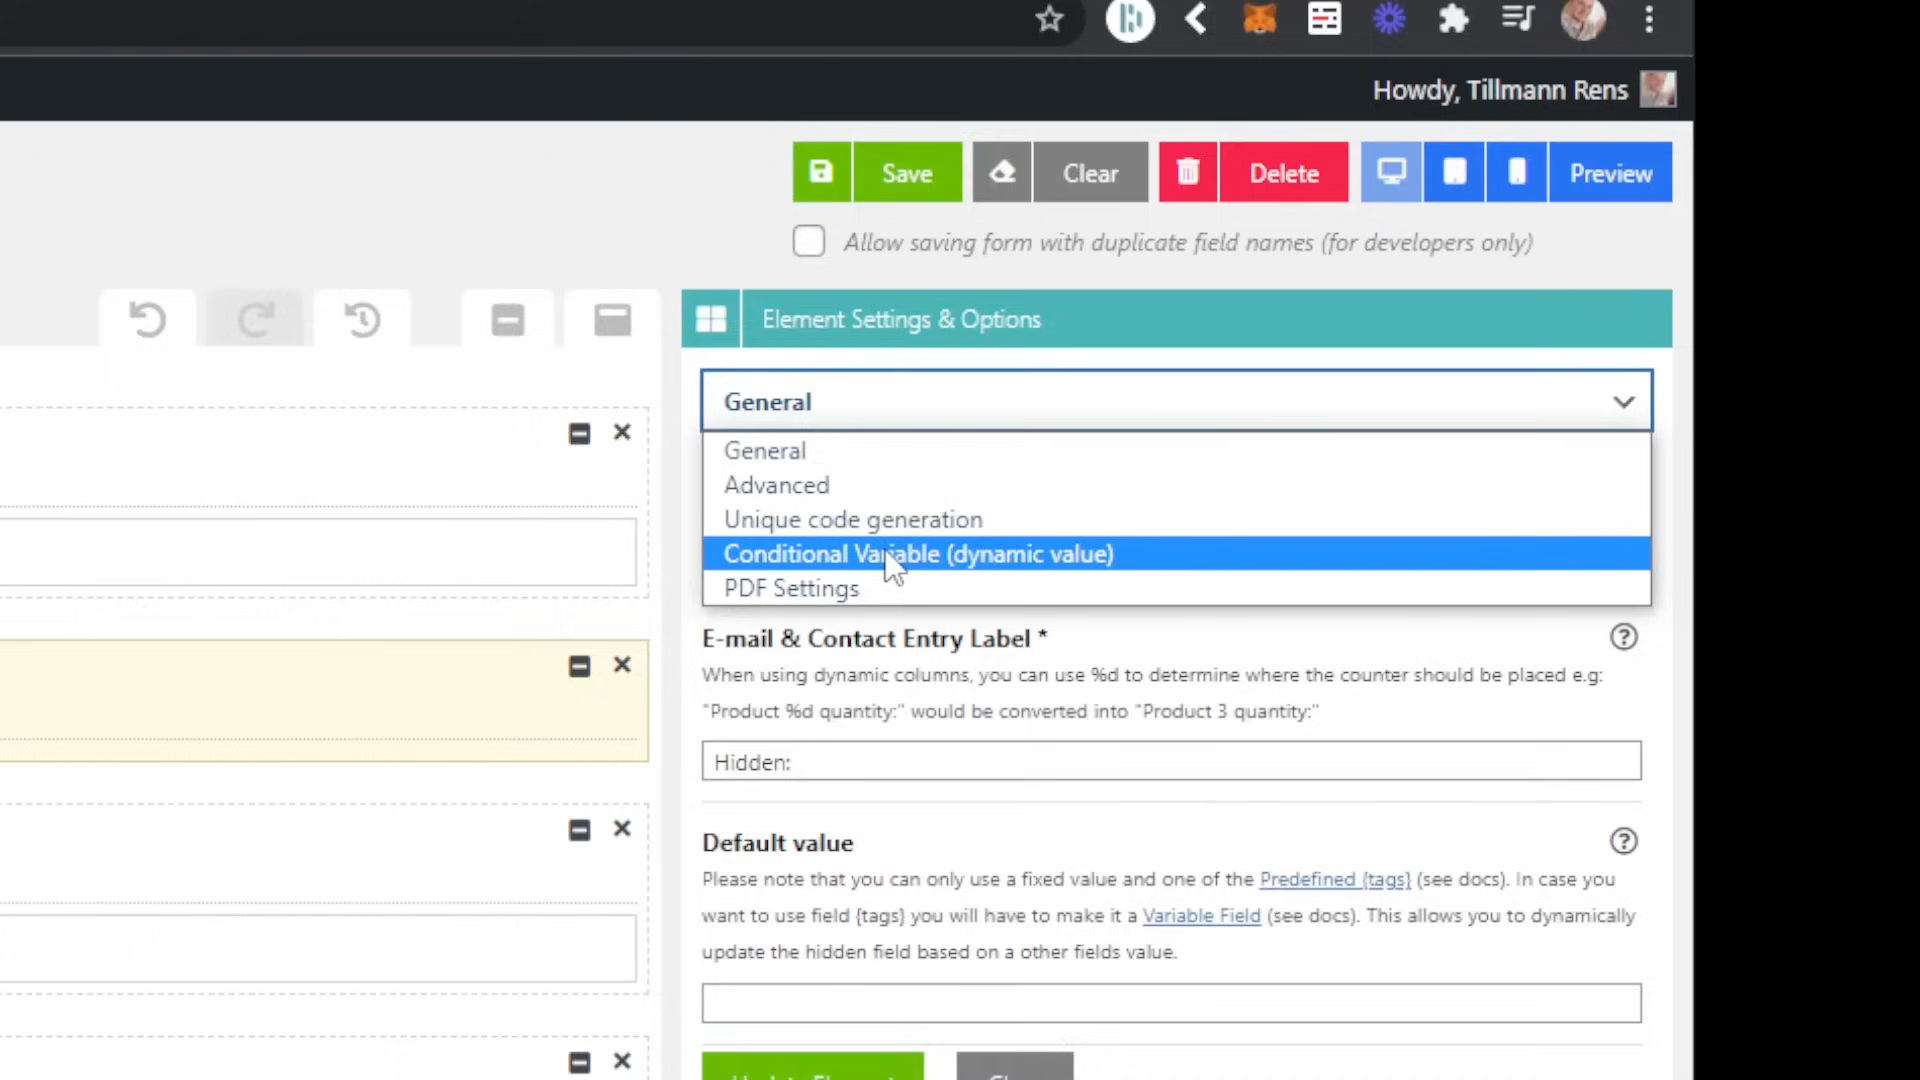 Howdy, Tillmann Rens
Save
Clear
Delete
Preview
Allow saving form with duplicate field names (for developers only)
Element Settings & Options
General
General
Advanced
Unique code generation
Conditional Variable (dynamic value)
PDF Settings
E-mail & Contact Entry Label *
When using dynamic columns, you can use %d to determine where the counter should be placed e.g:
"Product %d quantity:" would be converted into "Product 3 quantity:"
Hidden:
Default value
Please note that you can only use a fixed value and one of the Predefined {tags} (see docs). In case you
want to use field {tags} you will have to make it a Variable Field (see docs). This allows you to dynamically
update the hidden field based on a other fields value.